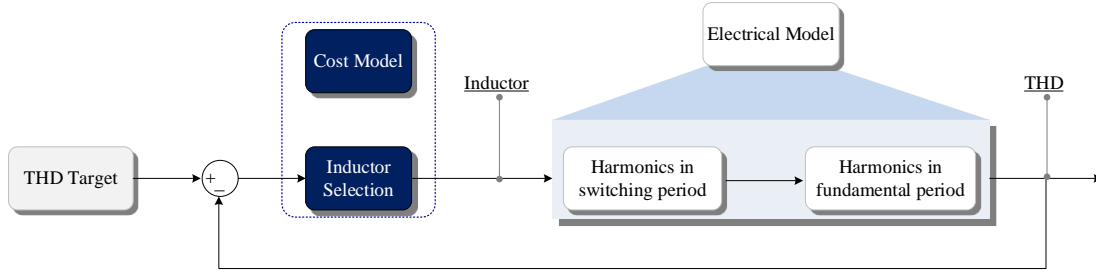 Electrical Model
Cost Model
Inductor
THD
THD Target
+
−
Inductor
Selection
Harmonics in
switching period
Harmonics in
fundamental period